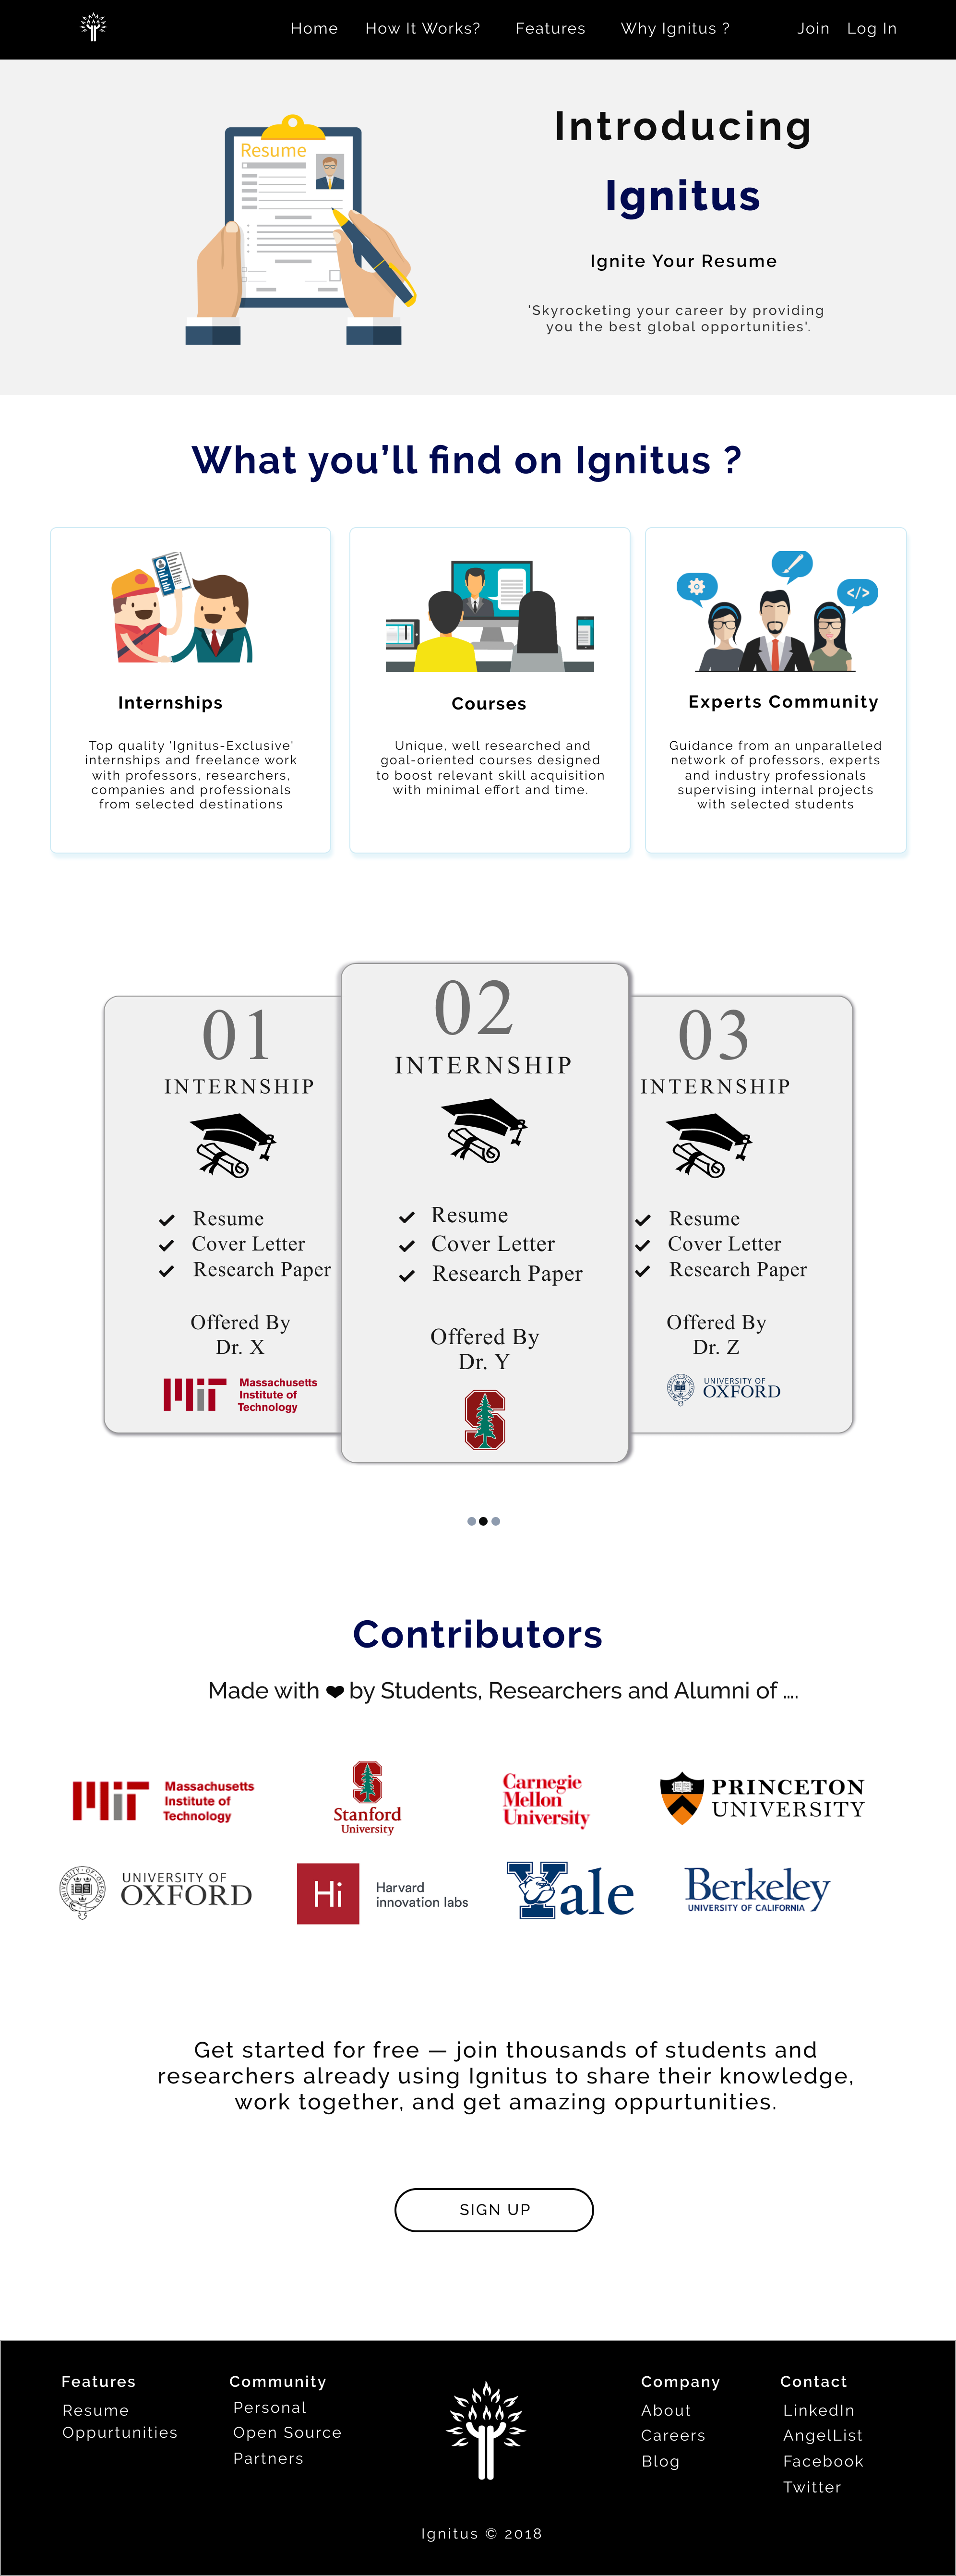 Home How It Works? Features Why Ignitus ? Join Log In
Resume
Introducing
Ignitus
Ignite Your Resume
'Skyrocketing your career by providing
you the best global opportunities'.
What you’ll find on Ignitus ?
Internships
Top quality 'Ignitus-Exclusive'
internships and freelance work
with professors, researchers,
companies and professionals
from selected destinations
Courses
Unique, well researched and
goal-oriented courses designed
to boost relevant skill acquisition
with minimal effort and time.
</>
Experts Community
Guidance from an unparalleled
network of professors, experts
and industry professionals
supervising internal projects
with selected students
01
INTERNSHIP
Resume
Cover Letter
Research Paper
Offered By
Dr. X
Massachusetts
Institute of
Technology
02
INTERNSHIP
Resume
Cover Letter
Research Paper
Offered By
Dr. Y
S
03
INTERNSHIP
Resume
Cover Letter
Research Paper
Offered By
Dr. Z
UNIVERSITY OF
OXFORD
Contributors
Made with ❤ by Students, Researchers and Alumni of ....
MIT Massachusetts
Institute of
Technology
S
Stanford
University
Carnegie
Mellon
University
PRINCETON
UNIVERSITY
UNIVERSITY OF
OXFORD
Hi Harvard
innovation labs
Yale
Berkeley
UNIVERSITY OF CALIFORNIA
Get started for free — join thousands of students and
researchers already using Ignitus to share their knowledge,
work together, and get amazing oppurtunities.
SIGN UP
Features
Resume
Oppurtunities
Community
Personal
Open Source
Partners
Company
About
Careers
Blog
Contact
LinkedIn
AngelList
Facebook
Twitter
Ignitus © 2018